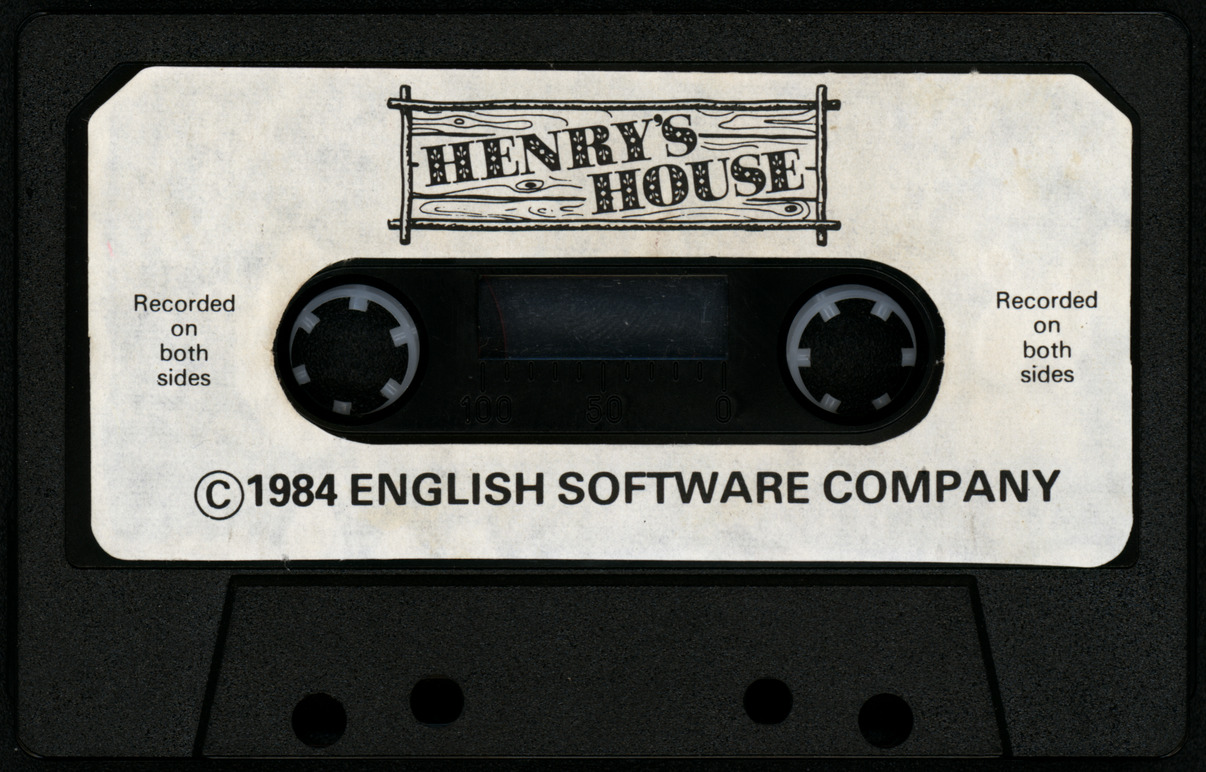 HENRY'S
HOUSE
Recorded
on
both
sides
Recorded
on
both
sides
100 50 0
©1984 ENGLISH SOFTWARE COMPANY